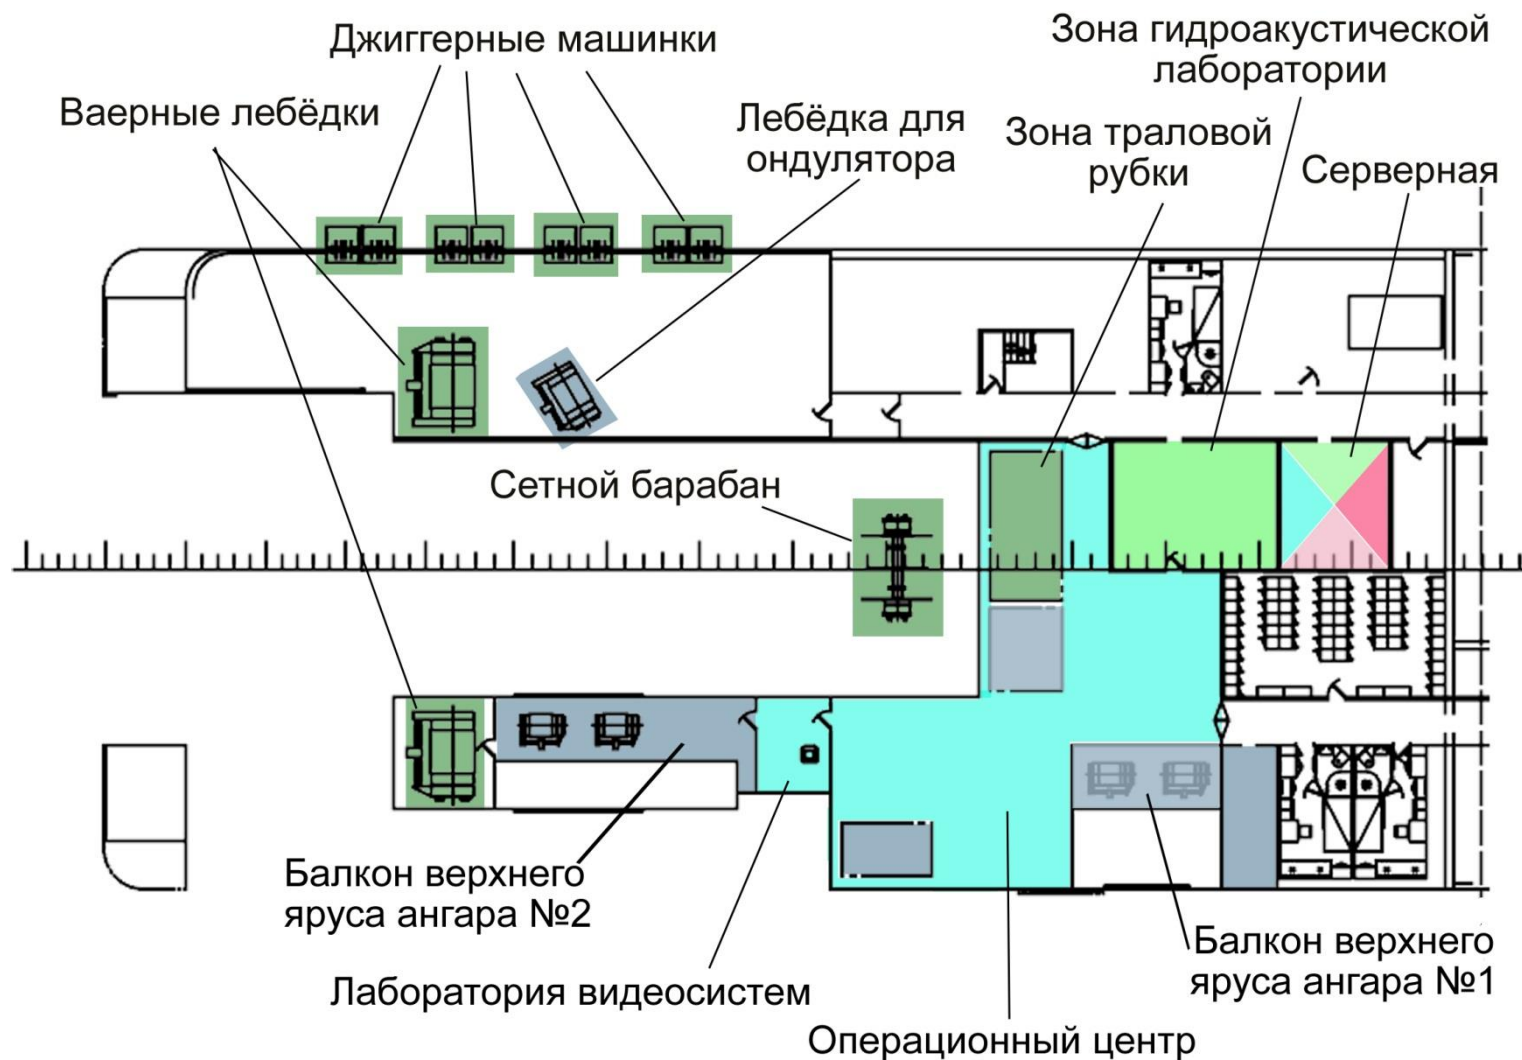 Джиггерные машинки
Зона гидроакустической
лаборатории
Ваерные лебёдки
Лебёдка для
ондулятора
Зона траловой
рубки
Серверная
Сетной барабан
Балкон верхнего
яруса ангара №2
Балкон верхнего
яруса ангара №1
Лаборатория видеосистем
Операционный центр